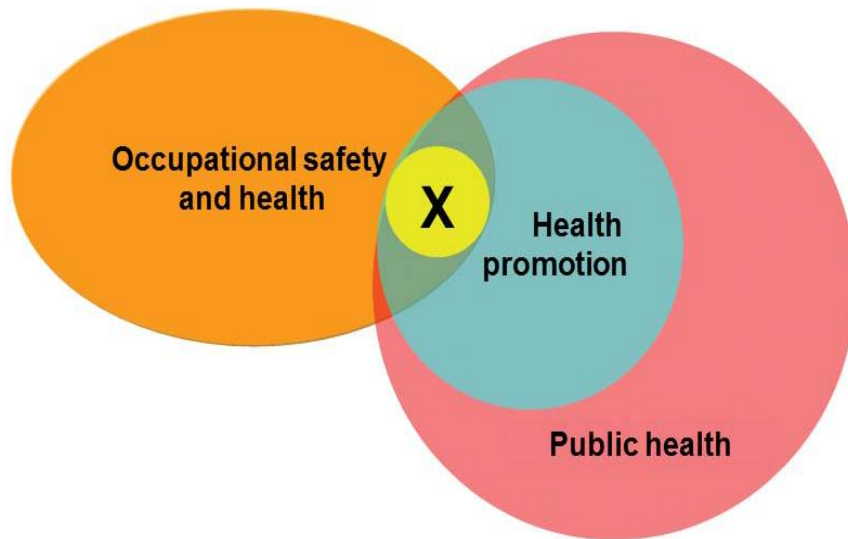 Occupational safety
and health
X
Health
promotion
Public health